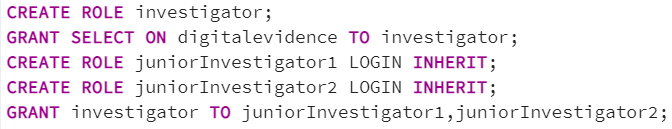 CREATE ROLE investigator;
GRANT SELECT ON digitalevidence TO investigator;
CREATE ROLE juniorInvestigator1 LOGIN INHERIT;
CREATE ROLE juniorInvestigator2 LOGIN INHERIT;
GRANT investigator TO juniorInvestigator1,juniorInvestigator2;